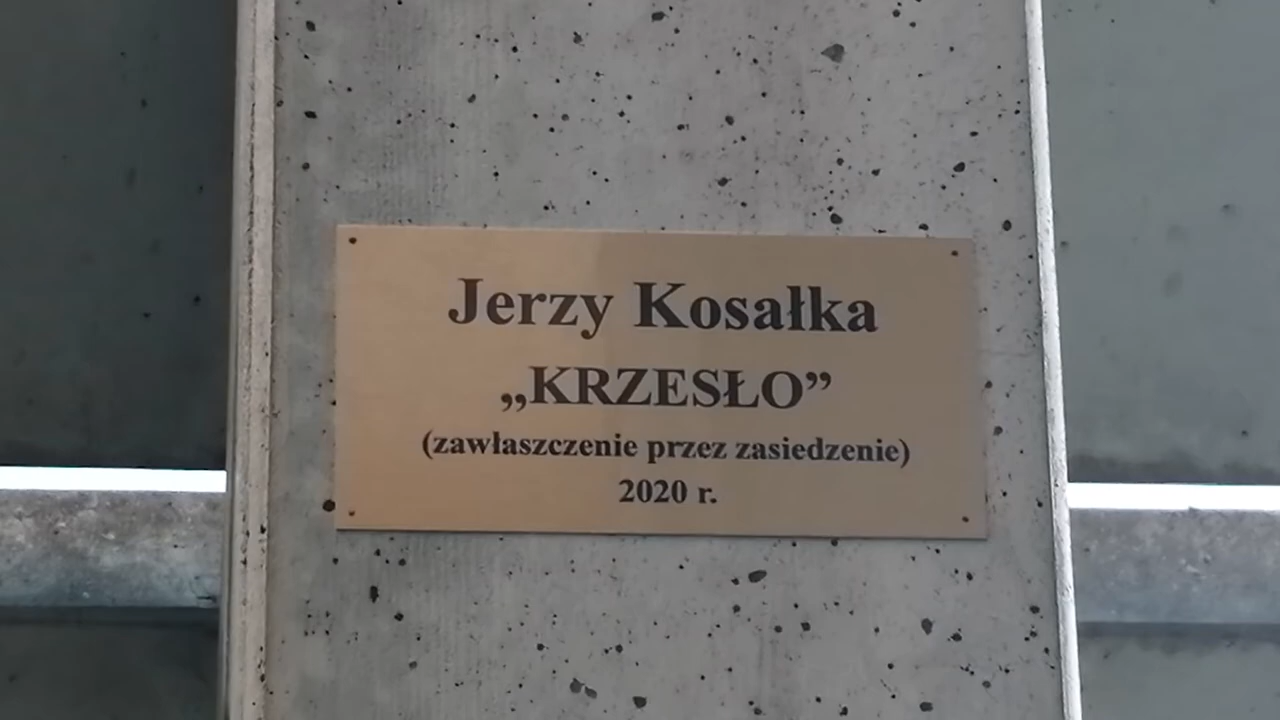 Jerzy Kosałka
„KRZESŁO”
(zawłaszczenie przez zasiedzenie)
2020 r.